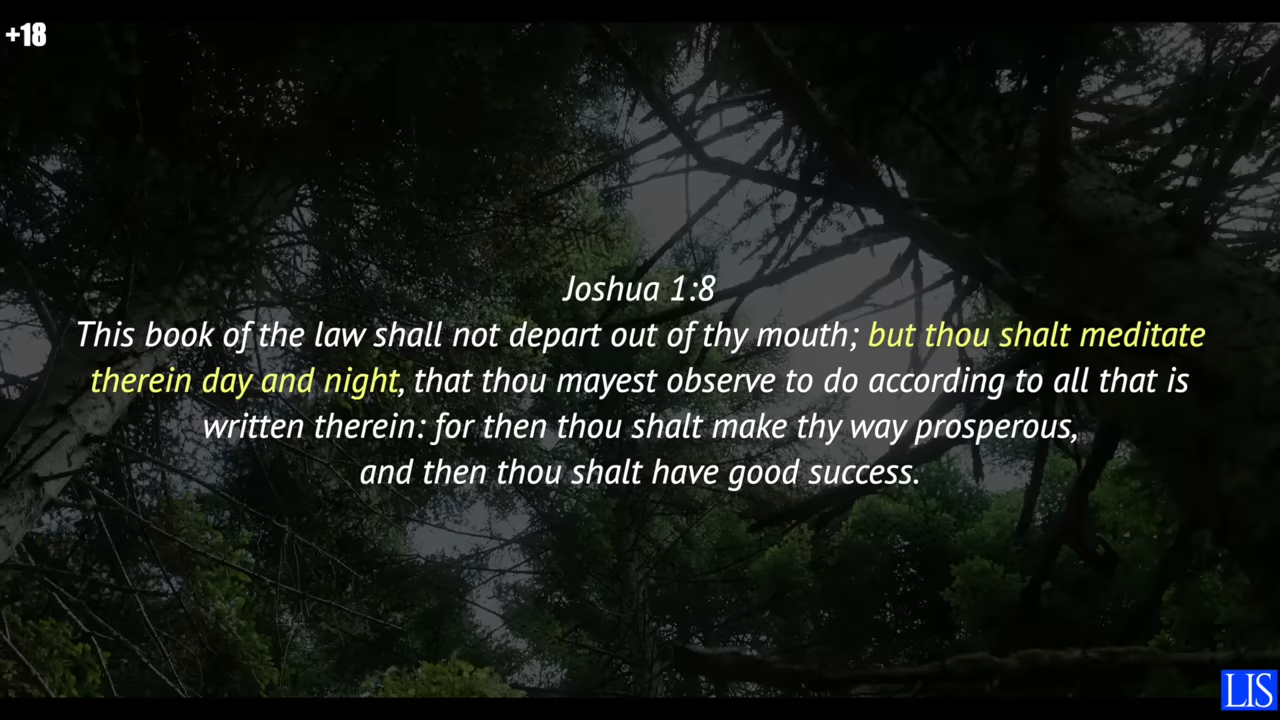 +18
Joshua 1:8
This book of the law shall not depart out of thy mouth; but thou shalt meditate
therein day and night, that thou mayest observe to do according to all that is
written therein: for then thou shalt make thy way prosperous,
and then thou shalt have good success.
LIS